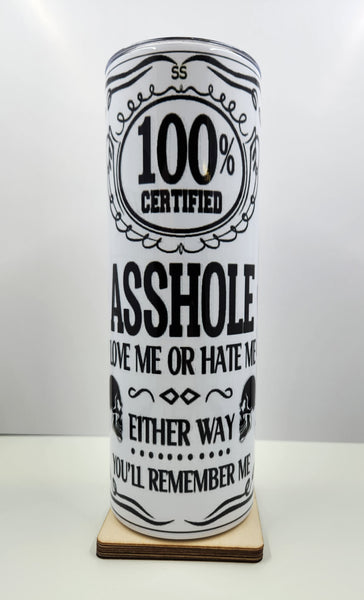 SS
100%
CERTIFIED
ASSHOLE
LOVE ME OR HATE ME
EITHER WAY
YOU'LL REMEMBER ME